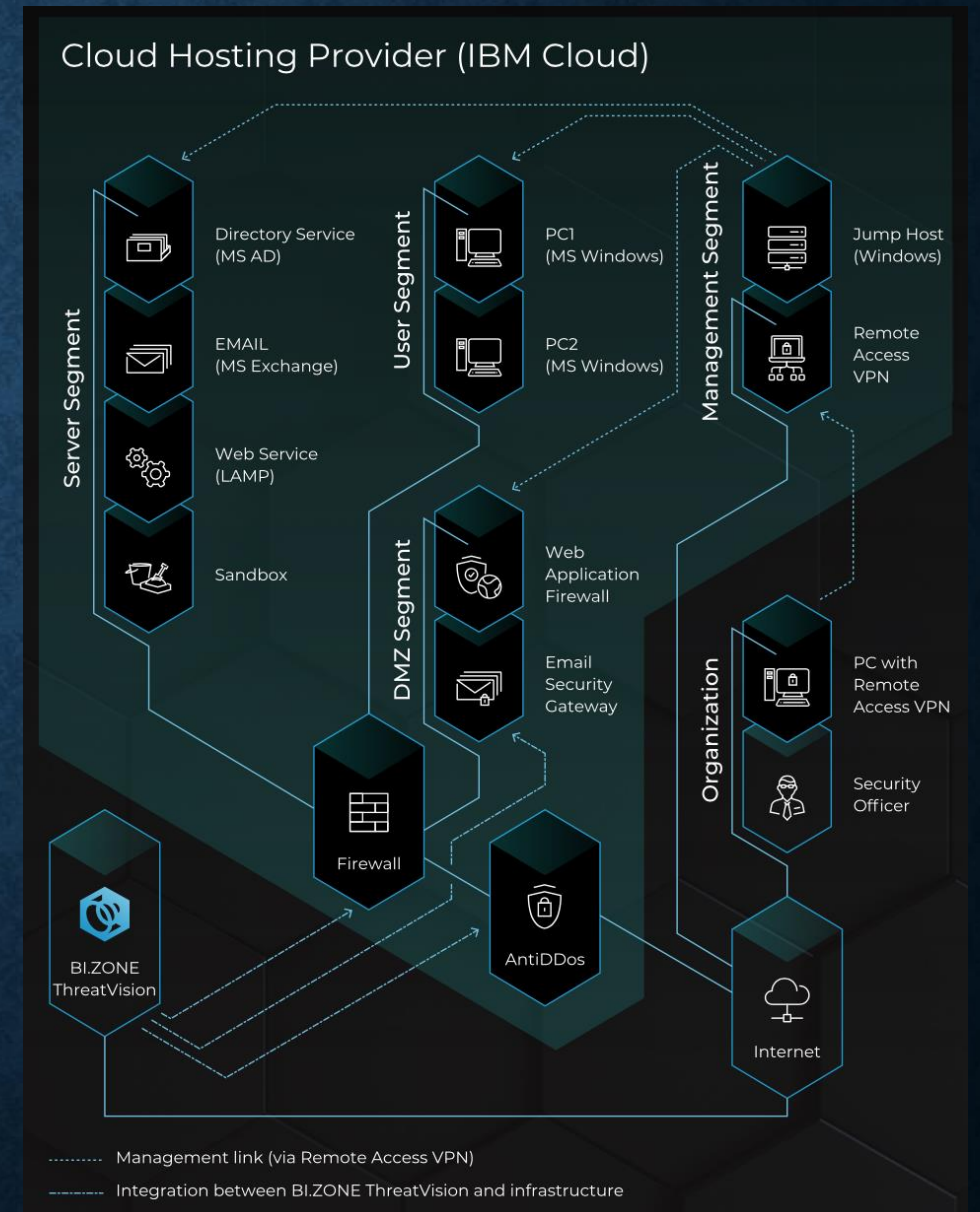 Cloud Hosting Provider (IBM Cloud)
Server Segment
Directory Service
(MS AD)
EMAIL
(MS Exchange)
Web Service
(LAMP)
Sandbox
User Segment
PC1
(MS Windows)
PC2
(MS Windows)
Management Segment
Jump Host
(Windows)
Remote
Access
VPN
DMZ Segment
Web
Application
Firewall
Email
Security
Gateway
Organization
PC with
Remote
Access VPN
Security
Officer
Firewall
AntiDDos
BI.ZONE
ThreatVision
Internet
Management link (via Remote Access VPN)
Integration between BI.ZONE ThreatVision and infrastructure